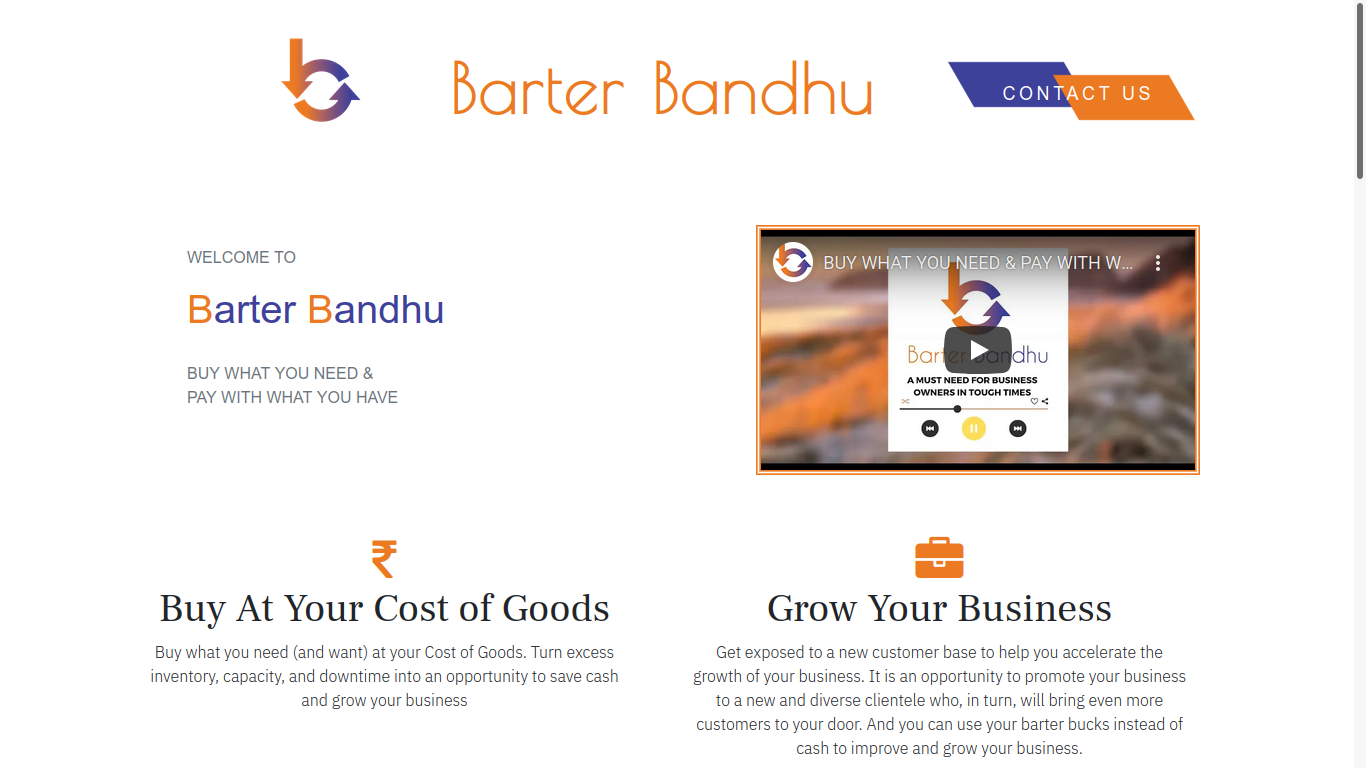 Barter Bandhu
CONTACT US
WELCOME TO
Barter Bandhu
BUY WHAT YOU NEED &
PAY WITH WHAT YOU HAVE
BUY WHAT YOU NEED & PAY WITH W...
Barter Bandhu
A MUST NEED FOR BUSINESS
OWNERS IN TOUGH TIMES
₹
Buy At Your Cost of Goods
Buy what you need (and want) at your Cost of Goods. Turn excess
inventory, capacity, and downtime into an opportunity to save cash
and grow your business
Grow Your Business
Get exposed to a new customer base to help you accelerate the
growth of your business. It is an opportunity to promote your business
to a new and diverse clientele who, in turn, will bring even more
customers to your door. And you can use your barter bucks instead of
cash to improve and grow your business.